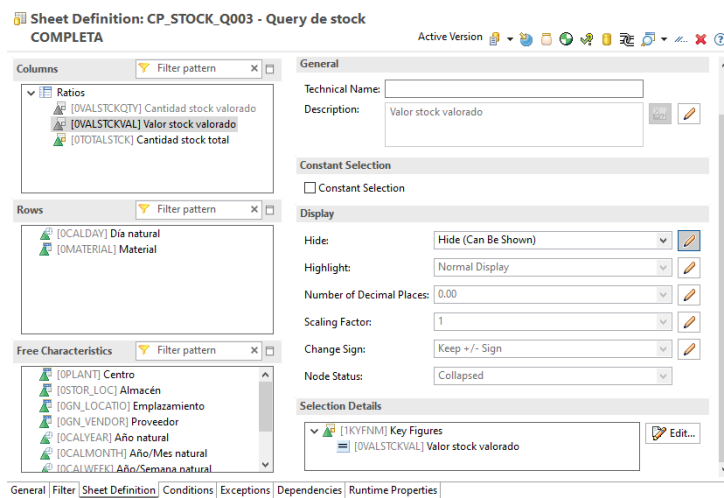 Sheet Definition: CP_STOCK_Q003 - Query de stock
COMPLETA
Active Version
Columns
Filter pattern
Ratios
[0VALSTCKQTY] Cantidad stock valorado
[0VALSTCKVAL] Valor stock valorado
[0TOTALSTCK] Cantidad stock total
Rows
Filter pattern
[0CALDAY] Día natural
[0MATERIAL] Material
Free Characteristics
Filter pattern
[0PLANT] Centro
[0STOR_LOC] Almacén
[0GN_LOCATIO] Emplazamiento
[0GN_VENDOR] Proveedor
[0CALYEAR] Año natural
[0CALMONTH] Año/Mes natural
[0CALWEEK] Año/Semana natural
General
Technical Name:
Description:
Valor stock valorado
Constant Selection
Constant Selection
Display
Hide:
Hide (Can Be Shown)
Highlight:
Normal Display
Number of Decimal Places:
0.00
Scaling Factor:
1
Change Sign:
Keep +/- Sign
Node Status:
Collapsed
Selection Details
[1KYFNM] Key Figures
[0VALSTCKVAL] Valor stock valorado
Edit...
General Filter Sheet Definition Conditions Exceptions Dependencies Runtime Properties